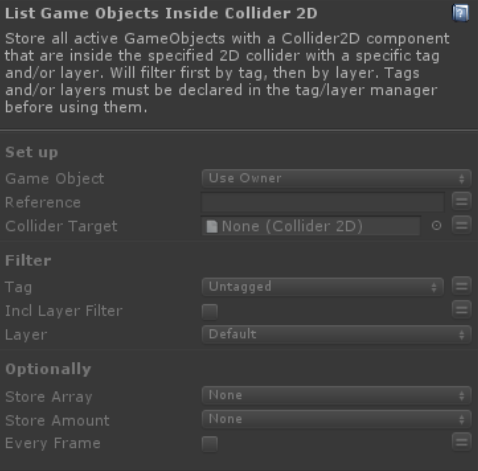 List Game Objects Inside Collider 2D
Store all active GameObjects with a Collider2D component
that are inside the specified 2D collider with a specific tag
and/or layer. Will filter first by tag, then by layer. Tags
and/or layers must be declared in the tag/layer manager
before using them.
Set up
Game Object Use Owner
Reference
Collider Target None (Collider 2D)
Filter
Tag Untagged
Incl Layer Filter
Layer Default
Optionally
Store Array None
Store Amount None
Every Frame